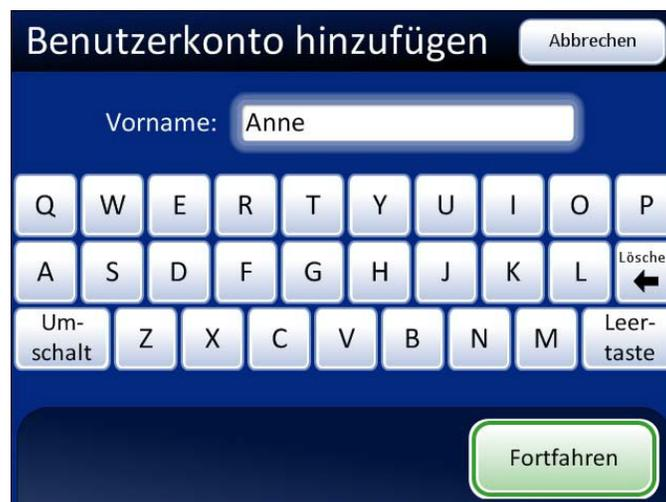 Benutzerkonto hinzufügen Abbrechen
Vorname: Anne
Q W E R T Y U I O P
A S D F G H J K L Lösche
Um-
schalt Z X C V B N M Leer-
taste
Fortfahren